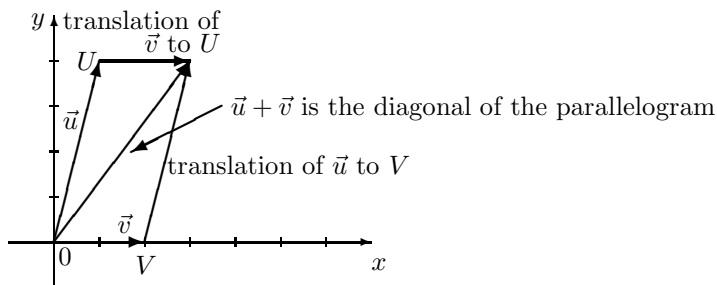 y translation of
v⃗ to U
U
u⃗
u⃗ + v⃗ is the diagonal of the parallelogram
translation of u⃗ to V
v⃗
0
V
x